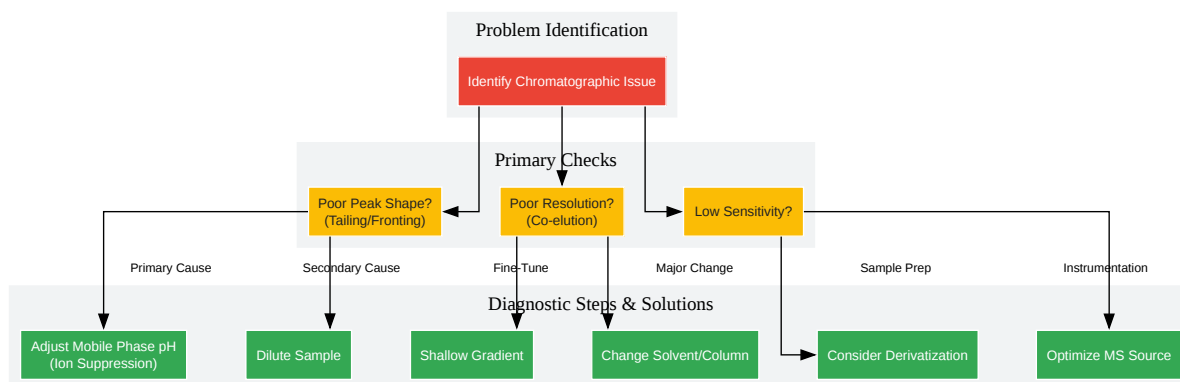 Problem Identification
Identify Chromatographic Issue
Primary Checks
Poor Peak Shape?
(Tailing/Fronting)
Poor Resolution?
(Co-elution)
Low Sensitivity?
Primary Cause
Secondary Cause
Fine-Tune
Major Change
Sample Prep
Instrumentation
Diagnostic Steps & Solutions
Adjust Mobile Phase pH
(Ion Suppression)
Dilute Sample
Shallow Gradient
Change Solvent/Column
Consider Derivatization
Optimize MS Source